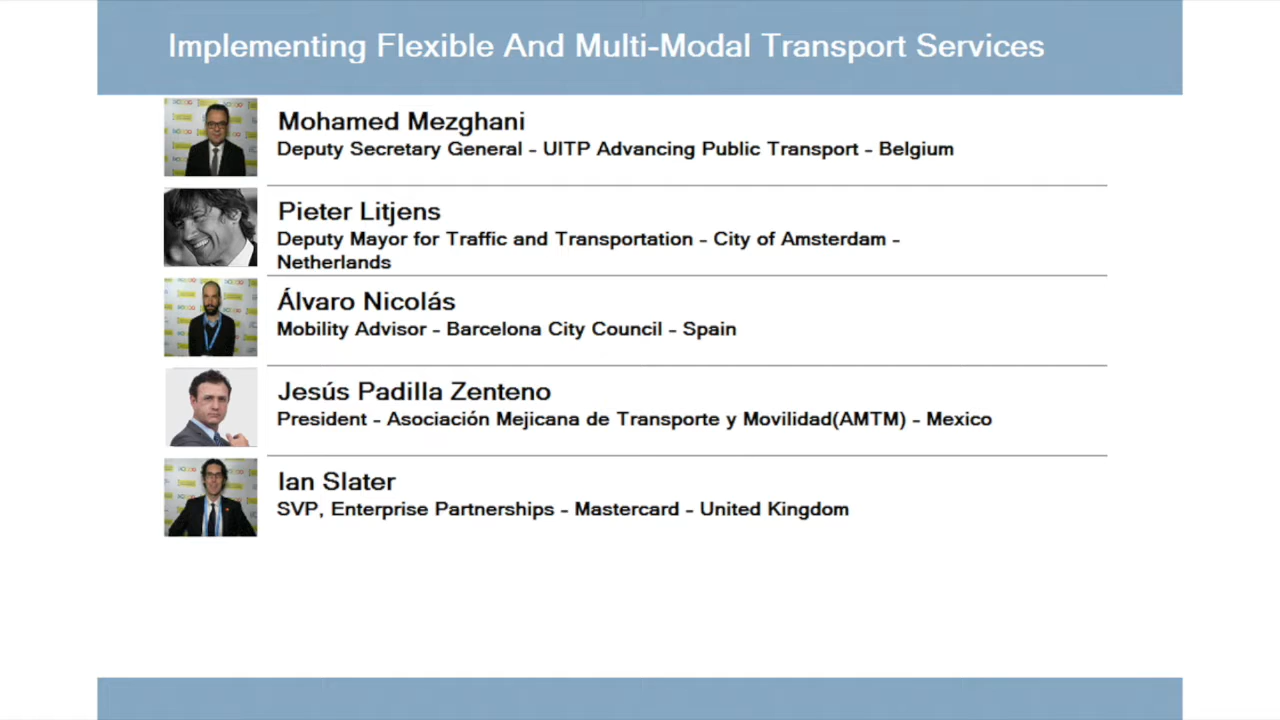 Implementing Flexible And Multi-Modal Transport Services
Mohamed Mezghani
Deputy Secretary General - UITP Advancing Public Transport - Belgium
Pieter Litjens
Deputy Mayor for Traffic and Transportation - City of Amsterdam -
Netherlands
Álvaro Nicolás
Mobility Advisor - Barcelona City Council - Spain
Jesús Padilla Zenteno
President - Asociación Mejicana de Transporte y Movilidad(AMTM) - Mexico
Ian Slater
SVP, Enterprise Partnerships - Mastercard - United Kingdom